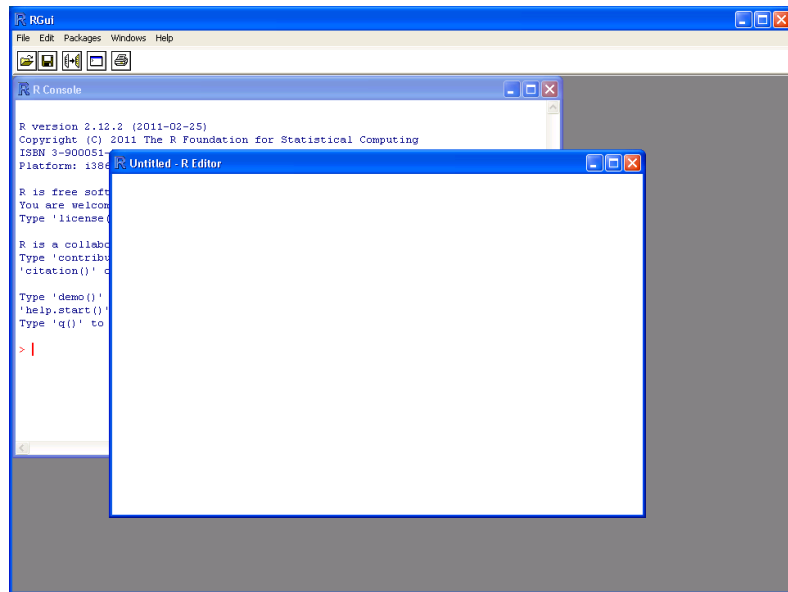 RGui
File Edit Packages Windows Help
R Console
R version 2.12.2 (2011-02-25)
Copyright (C) 2011 The R Foundation for Statistical Computing
ISBN 3-900051-
Platform: i386
R is free soft
You are welcom
Type 'license(
R is a collabo
Type 'contribu
'citation()' o
Type 'demo()'
'help.start()'
Type 'q()' to
>
Untitled - R Editor